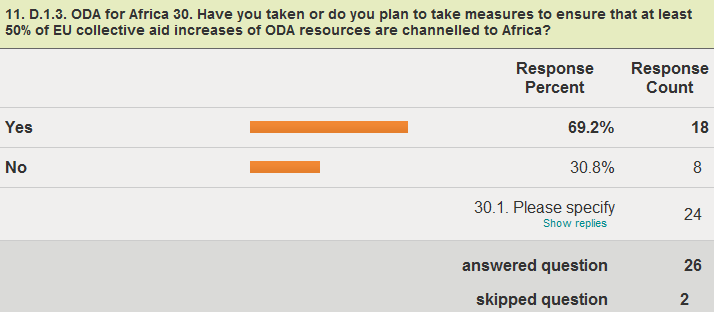 11. D.1.3. ODA for Africa 30. Have you taken or do you plan to take measures to ensure that at least
50% of EU collective aid increases of ODA resources are channelled to Africa?
Response Percent Response Count
Yes 69.2% 18
No 30.8% 8
30.1. Please specify 24
Show replies
answered question 26
skipped question 2